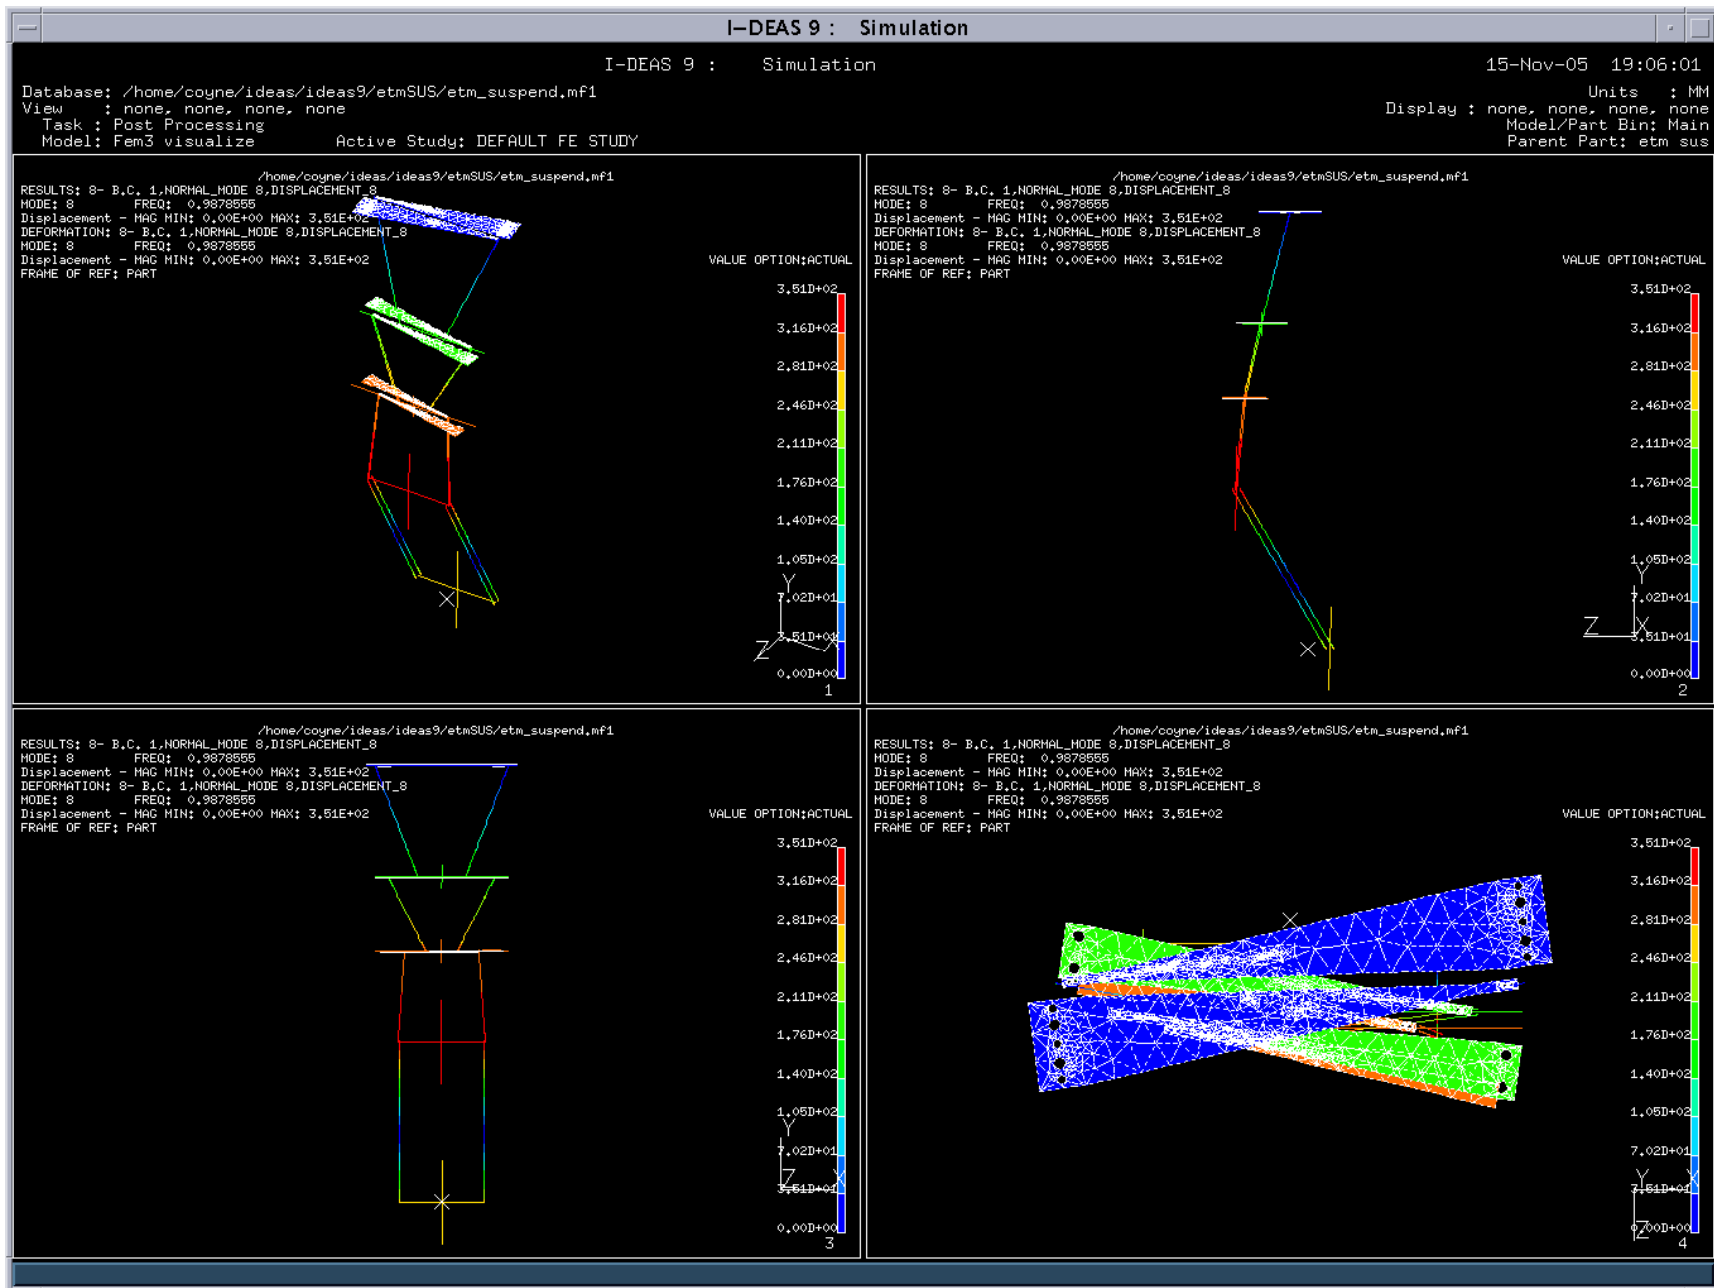 I-DEAS 9 :   Simulation
I-DEAS 9 :    Simulation
15-Nov-05  19:06:01
Database: /home/coyne/ideas/ideas9/etmSUS/etm_suspend.mf1
Units   : MM
View    : none, none, none, none
Display : none, none, none, none
Task : Post Processing
Model/Part Bin: Main
Model: Fem3 visualize       Active Study: DEFAULT FE STUDY
Parent Part: etm sus
/home/coyne/ideas/ideas9/etmSUS/etm_suspend.mf1
RESULTS: 8- B.C. 1,NORMAL_MODE 8,DISPLACEMENT_8
MODE: 8      FREQ: 0.9878555
Displacement - MAG MIN: 0.00E+00 MAX: 3.51E+02
DEFORMATION: 8- B.C. 1,NORMAL_MODE 8,DISPLACEMENT_8
MODE: 8      FREQ: 0.9878555
Displacement - MAG MIN: 0.00E+00 MAX: 3.51E+02
FRAME OF REF: PART
VALUE OPTION:ACTUAL
3.51D+02
3.16D+02
2.81D+02
2.46D+02
2.11D+02
1.76D+02
1.40D+02
1.05D+02
Y
7.02D+01
3.51D+01
Z X
0.00D+00
1
/home/coyne/ideas/ideas9/etmSUS/etm_suspend.mf1
RESULTS: 8- B.C. 1,NORMAL_MODE 8,DISPLACEMENT_8
MODE: 8      FREQ: 0.9878555
Displacement - MAG MIN: 0.00E+00 MAX: 3.51E+02
DEFORMATION: 8- B.C. 1,NORMAL_MODE 8,DISPLACEMENT_8
MODE: 8      FREQ: 0.9878555
Displacement - MAG MIN: 0.00E+00 MAX: 3.51E+02
FRAME OF REF: PART
VALUE OPTION:ACTUAL
3.51D+02
3.16D+02
2.81D+02
2.46D+02
2.11D+02
1.76D+02
1.40D+02
1.05D+02
Y
7.02D+01
Z X
3.51D+01
0.00D+00
2
/home/coyne/ideas/ideas9/etmSUS/etm_suspend.mf1
RESULTS: 8- B.C. 1,NORMAL_MODE 8,DISPLACEMENT_8
MODE: 8      FREQ: 0.9878555
Displacement - MAG MIN: 0.00E+00 MAX: 3.51E+02
DEFORMATION: 8- B.C. 1,NORMAL_MODE 8,DISPLACEMENT_8
MODE: 8      FREQ: 0.9878555
Displacement - MAG MIN: 0.00E+00 MAX: 3.51E+02
FRAME OF REF: PART
VALUE OPTION:ACTUAL
3.51D+02
3.16D+02
2.81D+02
2.46D+02
2.11D+02
1.76D+02
1.40D+02
1.05D+02
Y
7.02D+01
Z X
3.51D+01
0.00D+00
3
/home/coyne/ideas/ideas9/etmSUS/etm_suspend.mf1
RESULTS: 8- B.C. 1,NORMAL_MODE 8,DISPLACEMENT_8
MODE: 8      FREQ: 0.9878555
Displacement - MAG MIN: 0.00E+00 MAX: 3.51E+02
DEFORMATION: 8- B.C. 1,NORMAL_MODE 8,DISPLACEMENT_8
MODE: 8      FREQ: 0.9878555
Displacement - MAG MIN: 0.00E+00 MAX: 3.51E+02
FRAME OF REF: PART
VALUE OPTION:ACTUAL
3.51D+02
3.16D+02
2.81D+02
2.46D+02
2.11D+02
1.76D+02
1.40D+02
1.05D+02
7.02D+01
Y X
3.51D+01
Z
0.00D+00
4